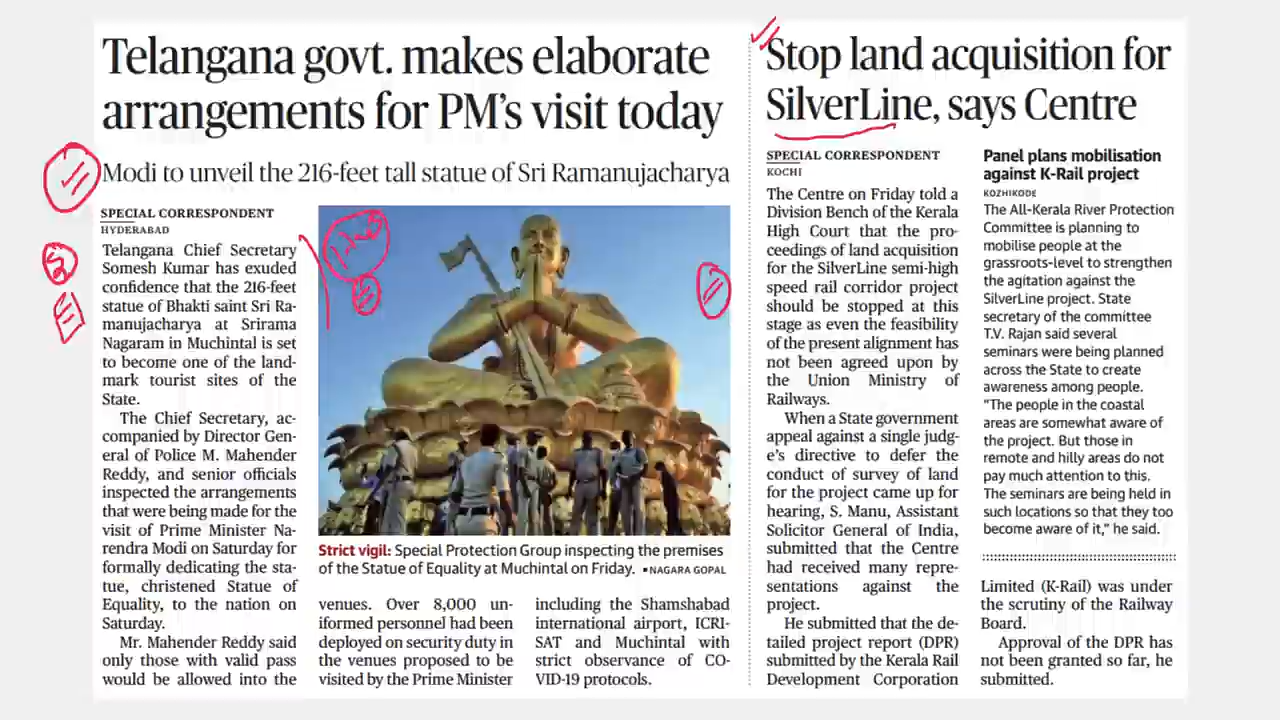 Telangana govt. makes elaborate
arrangements for PM's visit today
Modi to unveil the 216-feet tall statue of Sri Ramanujacharya
SPECIAL CORRESPONDENT
HYDERABAD
Telangana Chief Secretary
Somesh Kumar has exuded
confidence that the 216-feet
statue of Bhakti saint Sri Ra-
manujacharya at Srirama
Nagaram in Muchintal is set
to become one of the land-
mark tourist sites of the
State.
The Chief Secretary, ac-
companied by Director Gen-
eral of Police M. Mahender
Reddy, and senior officials
inspected the arrangements
that were being made for the
visit of Prime Minister Na-
rendra Modi on Saturday for
formally dedicating the sta-
tue, christened Statue of
Equality, to the nation on
Saturday.
Mr. Mahender Reddy said
only those with valid pass
would be allowed into the
Strict vigil: Special Protection Group inspecting the premises
of the Statue of Equality at Muchintal on Friday. ▪NAGARA GOPAL
venues. Over 8,000 un-
iformed personnel had been
deployed on security duty in
the venues proposed to be
visited by the Prime Minister
including the Shamshabad
international airport, ICRI-
SAT and Muchintal with
strict observance of CO-
VID-19 protocols.
Stop land acquisition for
SilverLine, says Centre
SPECIAL CORRESPONDENT
KOCHI
The Centre on Friday told a
Division Bench of the Kerala
High Court that the pro-
ceedings of land acquisition
for the SilverLine semi-high
speed rail corridor project
should be stopped at this
stage as even the feasibility
of the present alignment has
not been agreed upon by
the Union Ministry of
Railways.
When a State government
appeal against a single judg-
e's directive to defer the
conduct of survey of land
for the project came up for
hearing, S. Manu, Assistant
Solicitor General of India,
submitted that the Centre
had received many repre-
sentations against the
project.
He submitted that the de-
tailed project report (DPR)
submitted by the Kerala Rail
Development Corporation
Panel plans mobilisation
against K-Rail project
KOZHIKODE
The All-Kerala River Protection
Committee is planning to
mobilise people at the
grassroots-level to strengthen
the agitation against the
SilverLine project. State
secretary of the committee
T.V. Rajan said several
seminars were being planned
across the State to create
awareness among people.
"The people in the coastal
areas are somewhat aware of
the project. But those in
remote and hilly areas do not
pay much attention to this.
The seminars are being held in
such locations so that they too
become aware of it," he said.
Limited (K-Rail) was under
the scrutiny of the Railway
Board.
Approval of the DPR has
not been granted so far, he
submitted.